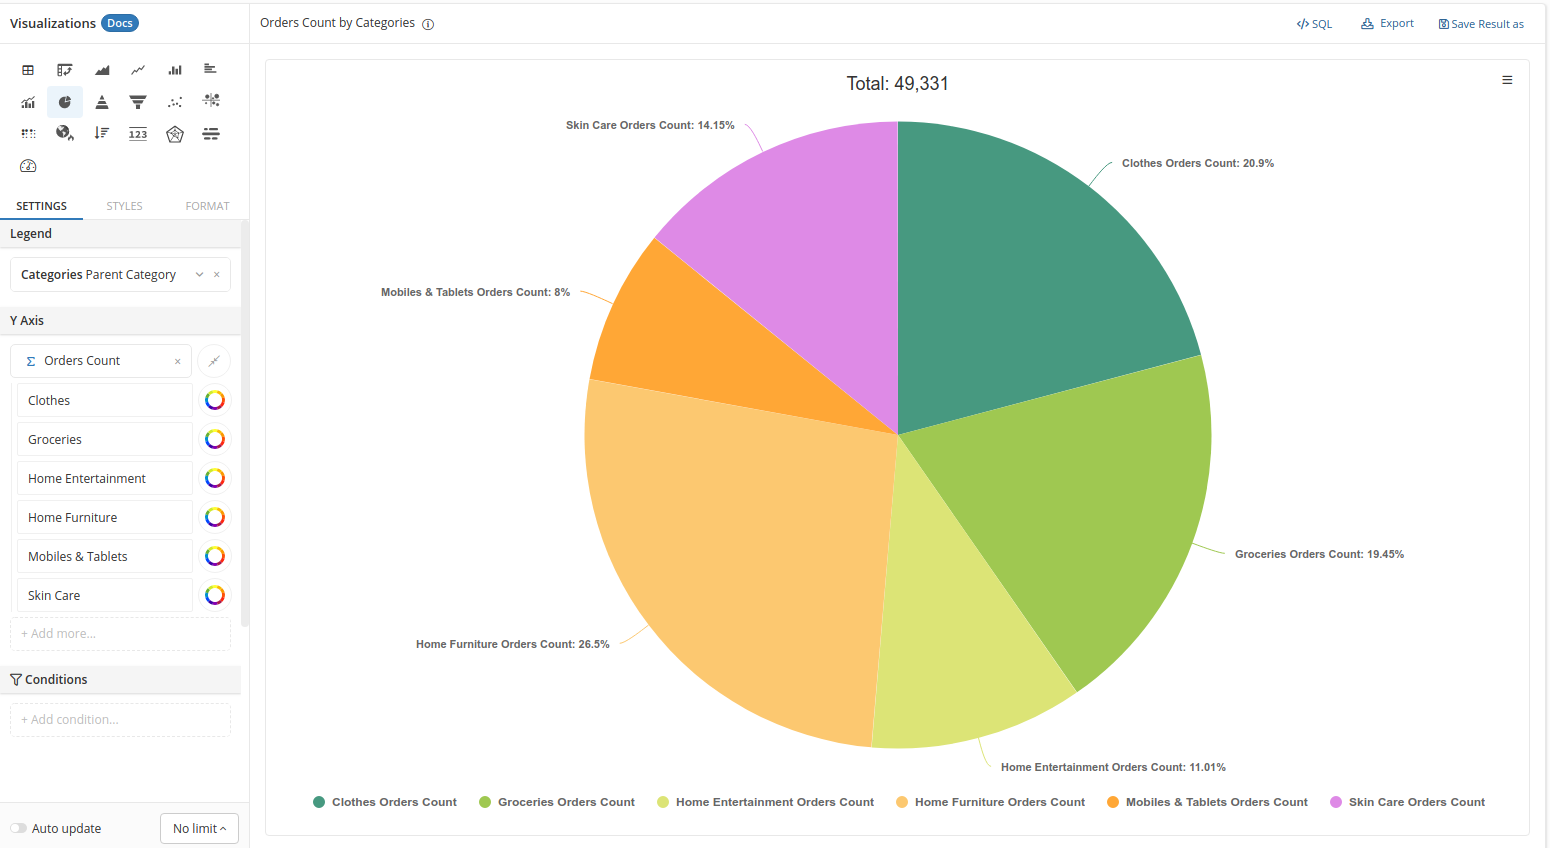 Visualizations Docs
Orders Count by Categories
SQL
Export
Save Result as
123
SETTINGS STYLES FORMAT
Legend
Categories Parent Category
Y Axis
Σ Orders Count
Clothes
Groceries
Home Entertainment
Home Furniture
Mobiles & Tablets
Skin Care
+ Add more...
Conditions
+ Add condition...
Auto update
No limit
Total: 49,331
Skin Care Orders Count: 14.15%
Clothes Orders Count: 20.9%
Mobiles & Tablets Orders Count: 8%
Groceries Orders Count: 19.45%
Home Furniture Orders Count: 26.5%
Home Entertainment Orders Count: 11.01%
Clothes Orders Count
Groceries Orders Count
Home Entertainment Orders Count
Home Furniture Orders Count
Mobiles & Tablets Orders Count
Skin Care Orders Count